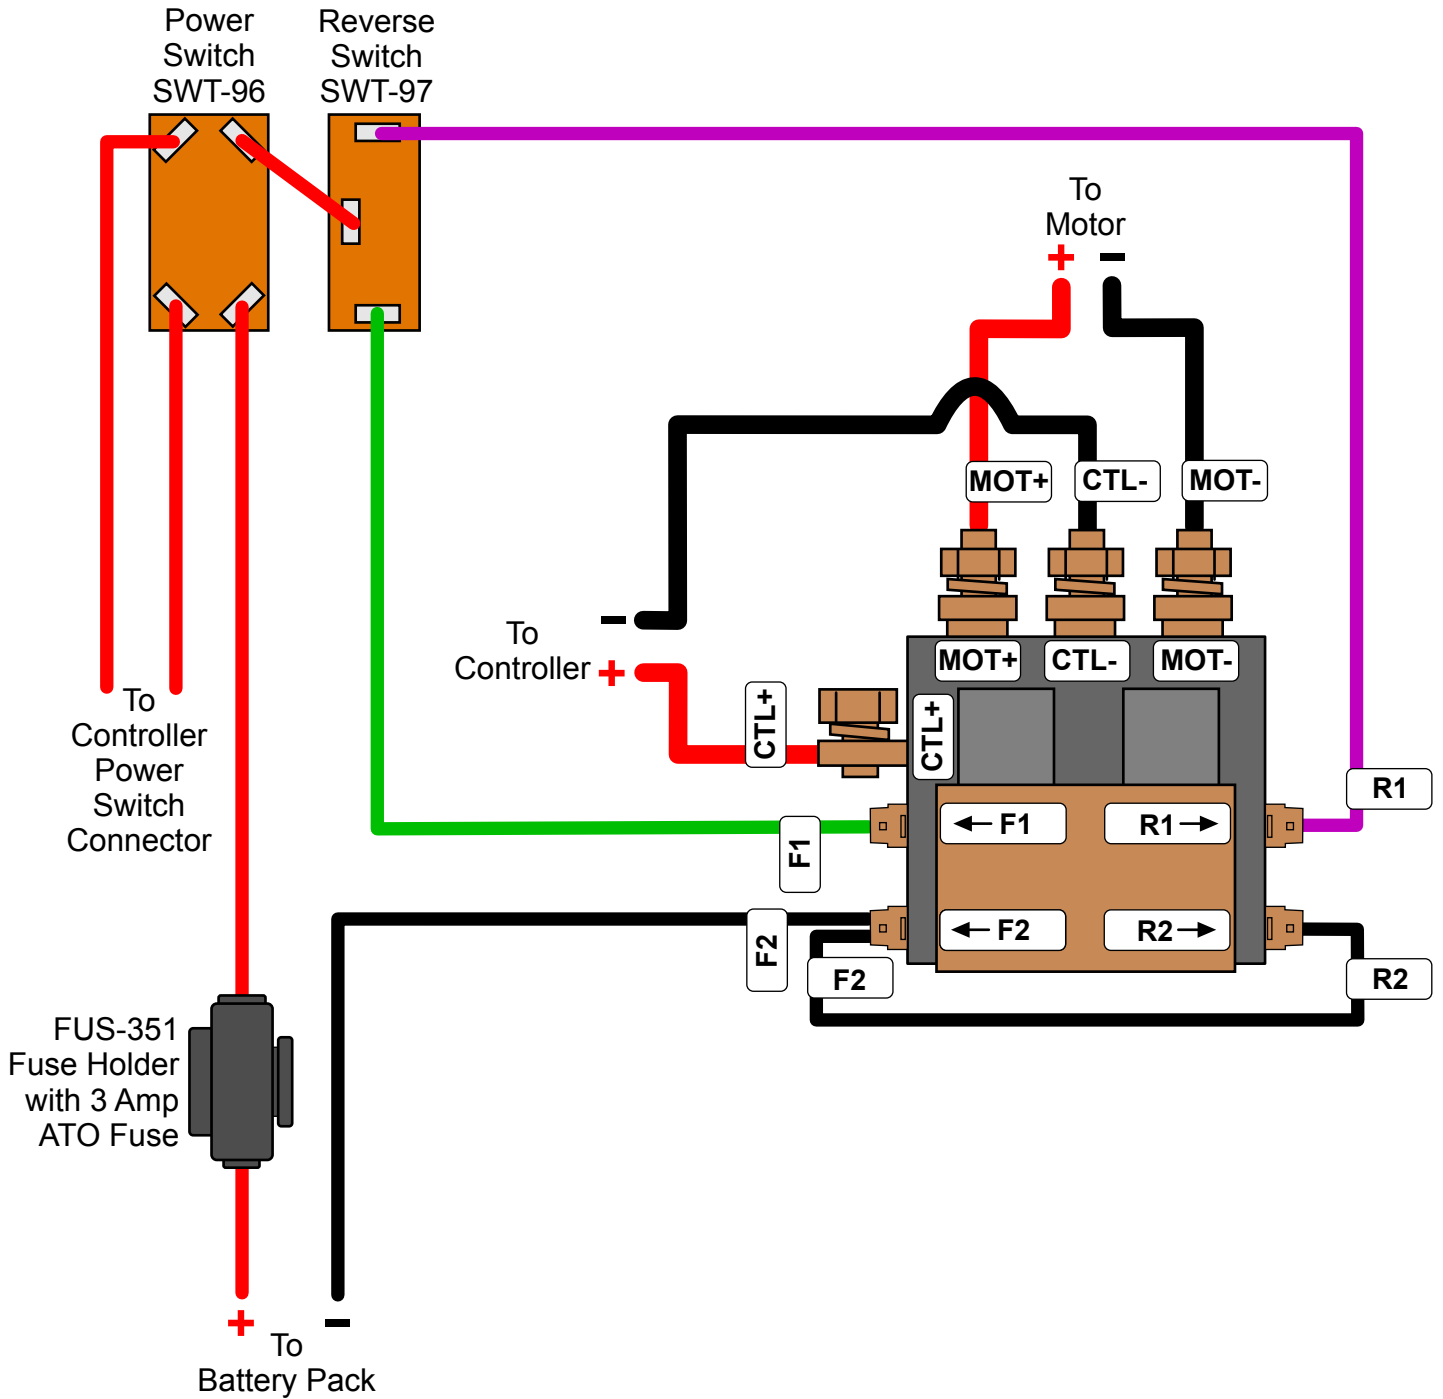 Power
Switch
SWT-96
Reverse
Switch
SWT-97
To
Motor
+ −
MOT+
CTL-
MOT-
−
To
Controller +
CTL+
MOT+
CTL-
MOT-
CTL+
To
Controller
Power
Switch
Connector
R1
F1
F1
R1
F2
F2
F2
R2
R2
FUS-351
Fuse Holder
with 3 Amp
ATO Fuse
+ −
To
Battery Pack